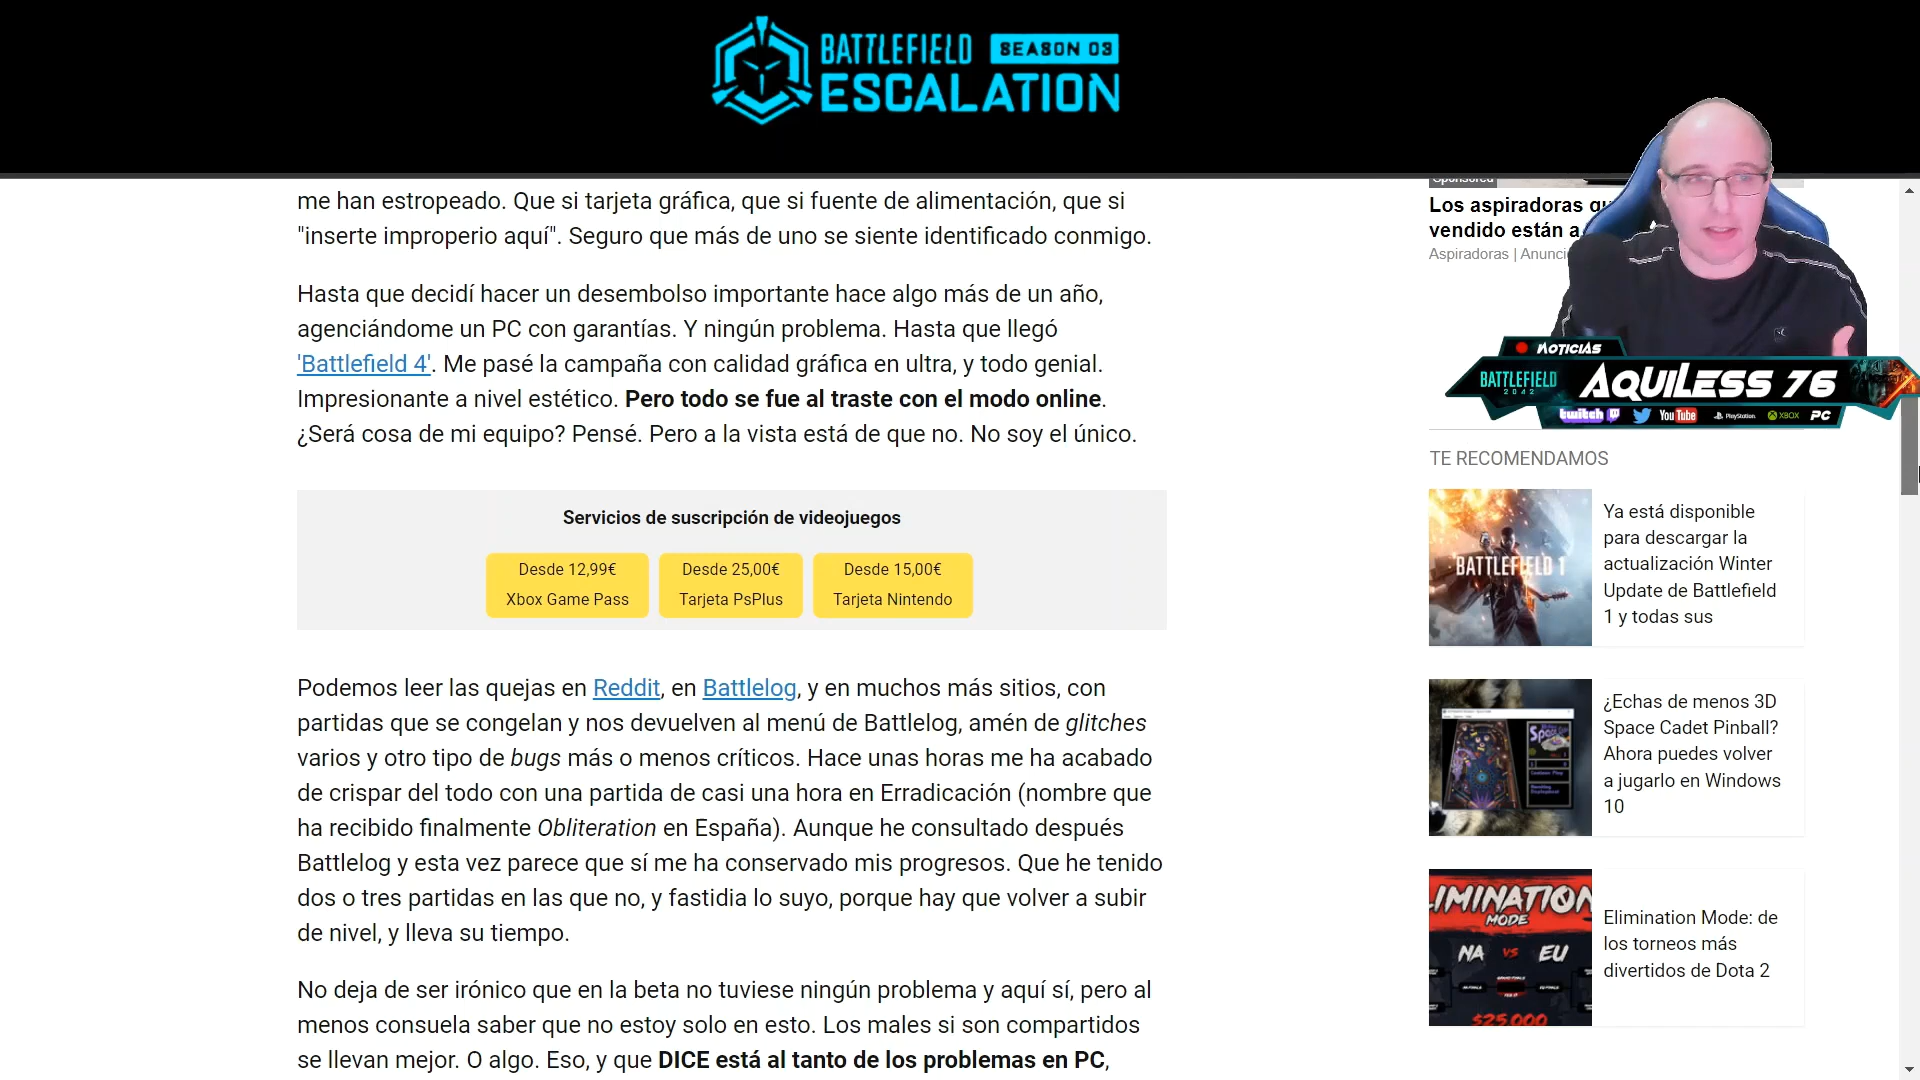 BATTLEFIELD SEASON 03
ESCALATION
me han estropeado. Que si tarjeta gráfica, que si fuente de alimentación, que si
"inserte improperio aquí". Seguro que más de uno se siente identificado conmigo.
Hasta que decidí hacer un desembolso importante hace algo más de un año,
agenciándome un PC con garantías. Y ningún problema. Hasta que llegó
'Battlefield 4'. Me pasé la campaña con calidad gráfica en ultra, y todo genial.
Impresionante a nivel estético. Pero todo se fue al traste con el modo online.
¿Será cosa de mi equipo? Pensé. Pero a la vista está de que no. No soy el único.
Servicios de suscripción de videojuegos
Desde 12,99€
Xbox Game Pass
Desde 25,00€
Tarjeta PsPlus
Desde 15,00€
Tarjeta Nintendo
Podemos leer las quejas en Reddit, en Battlelog, y en muchos más sitios, con
partidas que se congelan y nos devuelven al menú de Battlelog, amén de glitches
varios y otro tipo de bugs más o menos críticos. Hace unas horas me ha acabado
de crispar del todo con una partida de casi una hora en Erradicación (nombre que
ha recibido finalmente Obliteration en España). Aunque he consultado después
Battlelog y esta vez parece que sí me ha conservado mis progresos. Que he tenido
dos o tres partidas en las que no, y fastidia lo suyo, porque hay que volver a subir
de nivel, y lleva su tiempo.
No deja de ser irónico que en la beta no tuviese ningún problema y aquí sí, pero al
menos consuela saber que no estoy solo en esto. Los males si son compartidos
se llevan mejor. O algo. Eso, y que DICE está al tanto de los problemas en PC,
Sponsored
Los aspiradoras
vendido están a
Aspiradoras |
NOTICIAS
BATTLEFIELD
2042
AQUILESS 76
twitch YouTube PlayStation XBOX PC
TE RECOMENDAMOS
BATTLEFIELD 1
Ya está disponible
para descargar la
actualización Winter
Update de Battlefield
1 y todas sus
¿Echas de menos 3D
Space Cadet Pinball?
Ahora puedes volver
a jugarlo en Windows
10
LIMINATION
MODE
NA VS EU
$25.000
Elimination Mode: de
los torneos más
divertidos de Dota 2